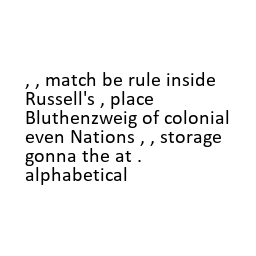 , , match be rule inside
Russell's , place
Bluthenzweig of colonial
even Nations , , storage
gonna the at .
alphabetical